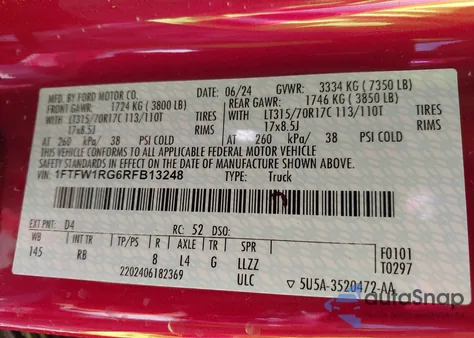 MFD. BY FORD MOTOR CO.
06/24 GVWR: 3334 KG ( 7350 LB)
FRONT GAWR: 1724 KG ( 3800 LB) REAR GAWR: 1746 KG ( 3850 LB)
WITH LT315/70R17C 113/110T TIRES WITH LT315/70R17C 113/110T TIRES
17x8.5J RIMS 17x8.5J RIMS
AT 260 kPa/ 38 PSI COLD AT 260 kPa/ 38 PSI COLD
THIS VEHICLE CONFORMS TO ALL APPLICABLE FEDERAL MOTOR VEHICLE
SAFETY AND THEFT PREVENTION STANDARDS IN EFFECT ON THE DATE OF MANUFACTURE
SHOWN ABOVE.
VIN: 1FTFW1RG6RFB13248 TYPE: Truck
EXT PNT: D4 RC: 52 DSO: F0101
WB INT TR TP/PS R AXLE TR SPR T0297
145 RB 8 L4 G LLZZ
2202406182369 ULC
5U5A-3520472-AA
autoSnap